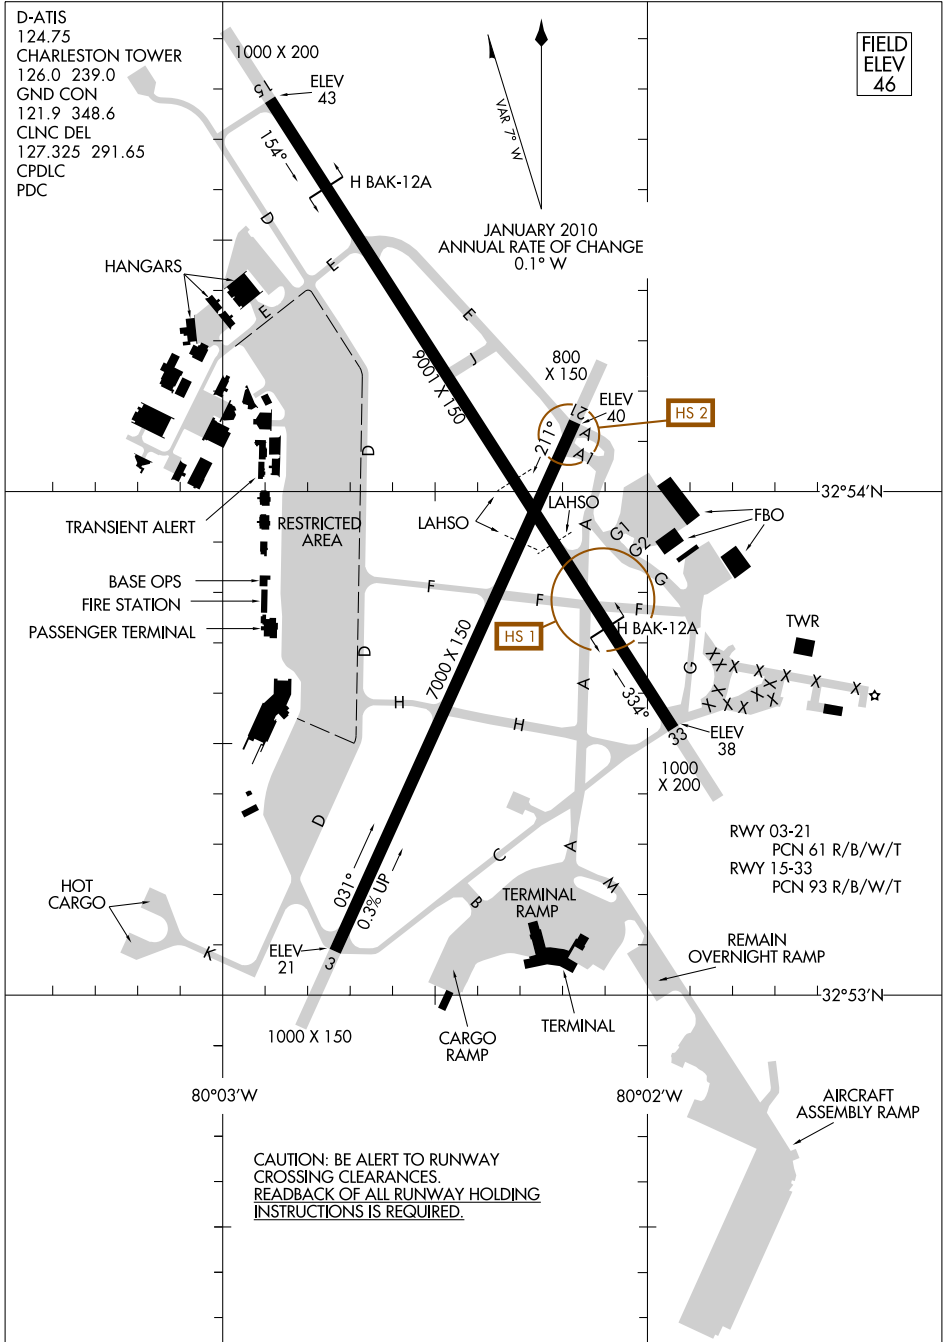 D-ATIS
124.75
CHARLESTON TOWER
126.0 239.0
GND CON
121.9 348.6
CLNC DEL
127.325 291.65
CPDLC
PDC
1000 X 200
15
ELEV
43
154°
H BAK-12A
VAR 7° W
JANUARY 2010
ANNUAL RATE OF CHANGE
0.1° W
FIELD
ELEV
46
D
E
HANGARS
E
E
J
9001 X 150
800
X 150
21
ELEV
40
HS 2
A
A1
211°
D
LAHSO
LAHSO
A
32°54'N
TRANSIENT ALERT
RESTRICTED
AREA
G1
G2
G
FBO
BASE OPS
FIRE STATION
PASSENGER TERMINAL
F
F
F
HS 1
H BAK-12A
TWR
D
7000 X 150
A
G
X X X X X X X
X X X X X X X
334°
H
H
33
ELEV
38
1000
X 200
D
C
A
RWY 03-21
PCN 61 R/B/W/T
RWY 15-33
PCN 93 R/B/W/T
031°
0.3% UP
B
M
HOT
CARGO
K
ELEV
21
3
TERMINAL
RAMP
REMAIN
OVERNIGHT RAMP
32°53'N
1000 X 150
CARGO
RAMP
TERMINAL
80°03'W
80°02'W
AIRCRAFT
ASSEMBLY RAMP
CAUTION: BE ALERT TO RUNWAY
CROSSING CLEARANCES.
READBACK OF ALL RUNWAY HOLDING
INSTRUCTIONS IS REQUIRED.